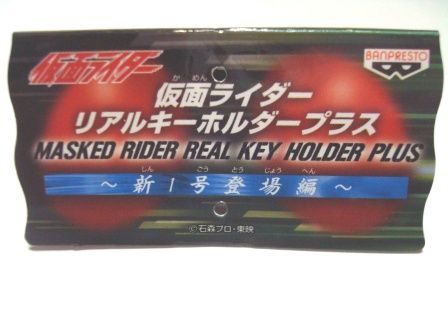 仮面ライダー
BANPRESTO
かめん
仮面ライダー
リアルキーホルダープラス
MASKED RIDER REAL KEY HOLDER PLUS
しん ごう とう じょう へん
～新1号登場編～
©石森プロ・東映